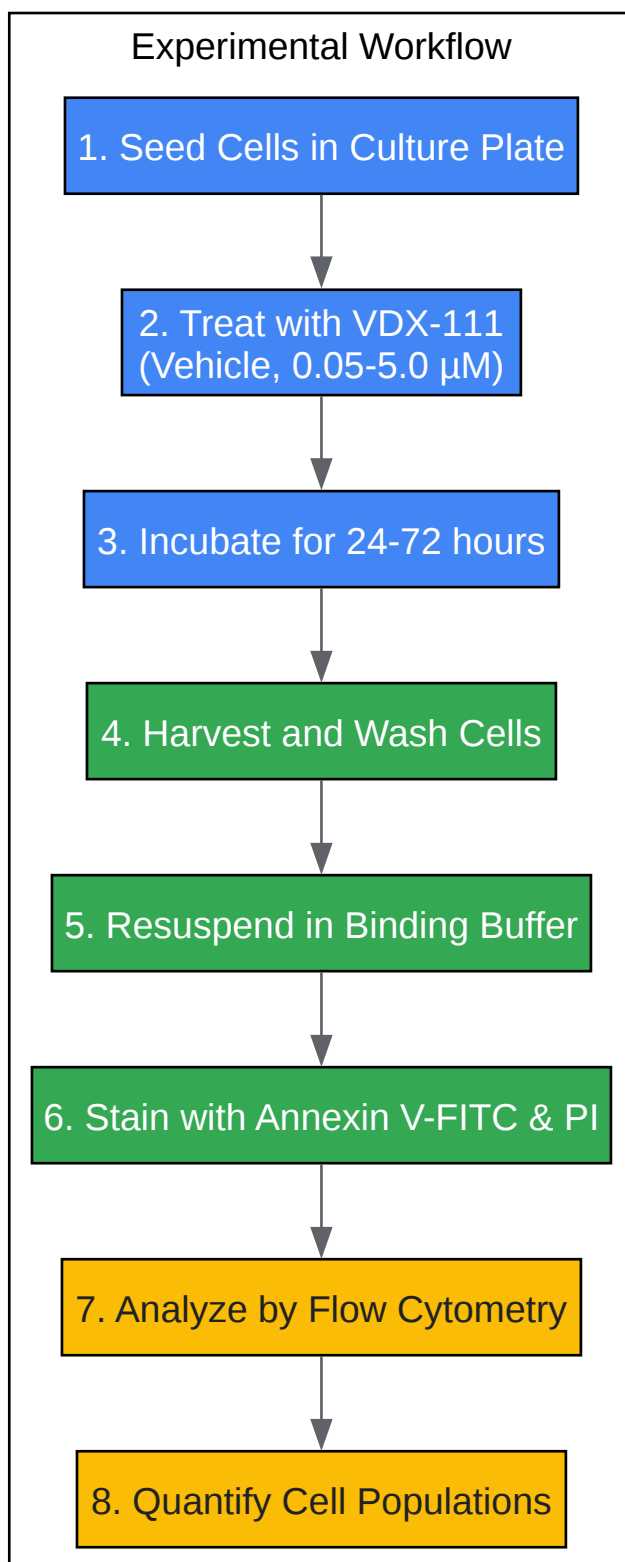 Experimental Workflow
1. Seed Cells in Culture Plate
2. Treat with VDX-111
(Vehicle, 0.05-5.0 µM)
3. Incubate for 24-72 hours
4. Harvest and Wash Cells
5. Resuspend in Binding Buffer
6. Stain with Annexin V-FITC & PI
7. Analyze by Flow Cytometry
8. Quantify Cell Populations